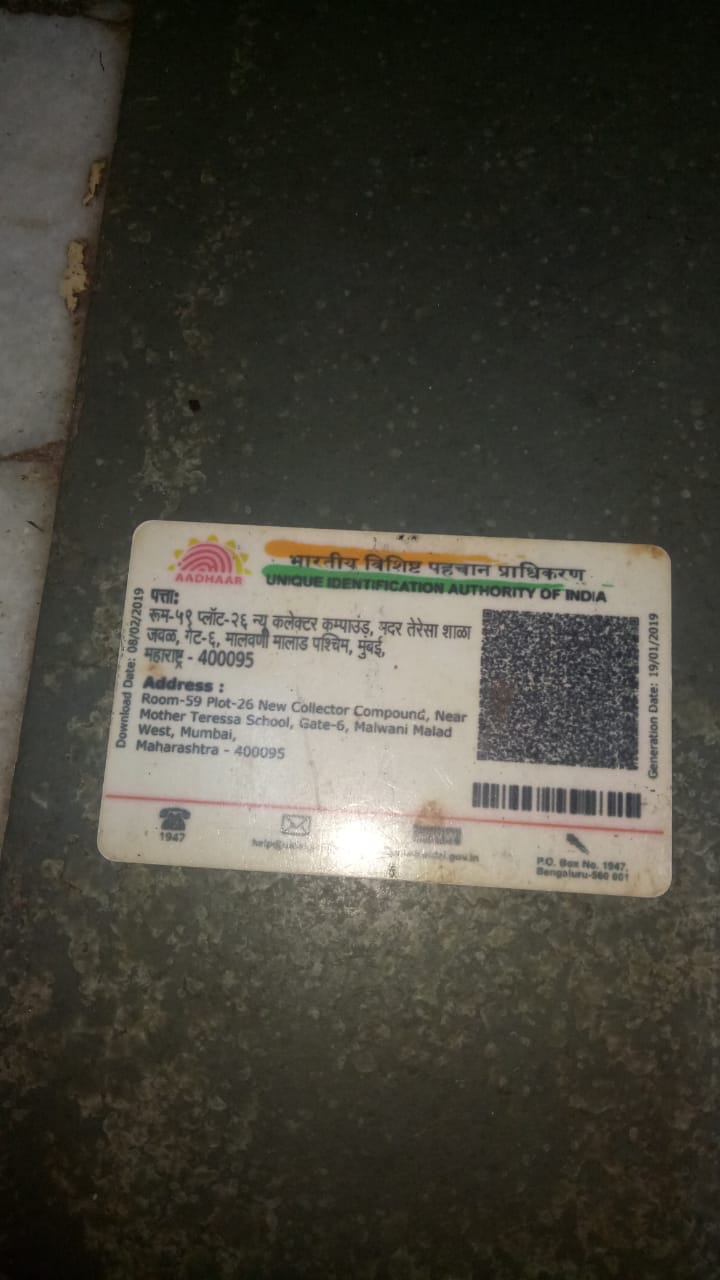 भारतीय विशिष्ट पहचान प्राधिकरण
UNIQUE IDENTIFICATION AUTHORITY OF INDIA
AADHAAR
Download Date: 08/02/2019
पत्ता:
रूम-५९ प्लॉट-२६ न्यू कलेक्टर कम्पाउंड, मदर तेरेसा शाळा
जवळ, गेट-६, मालवणी मालाड पश्चिम, मुंबई,
महाराष्ट्र - 400095
Address :
Room-59 Plot-26 New Collector Compound, Near
Mother Teressa School, Gate-6, Malwani Malad
West, Mumbai,
Maharashtra - 400095
Generation Date: 19/01/2019
1947
P.O. Box No. 1947,
Bengaluru-560 001